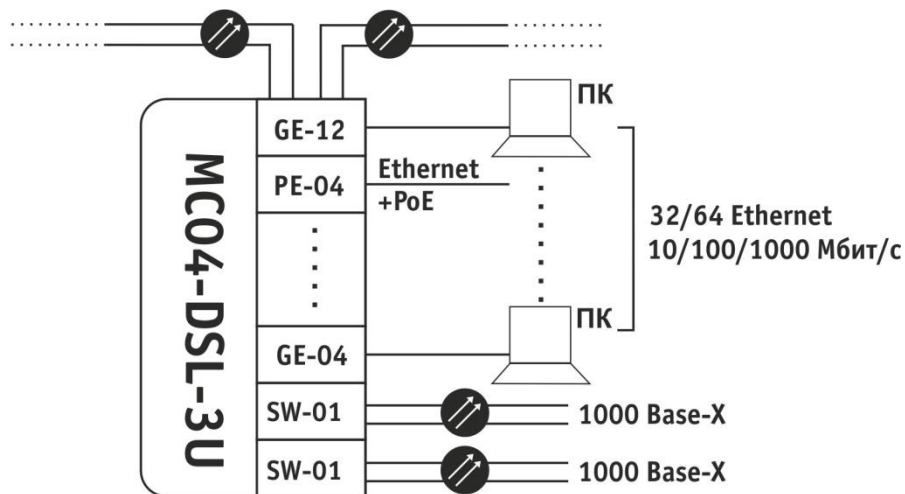 ПК
GE-12
PE-04
Ethernet
+PoE
32/64 Ethernet
10/100/1000 Мбит/с
MC04-DSL-3U
ПК
GE-04
SW-01
1000 Base-X
SW-01
1000 Base-X